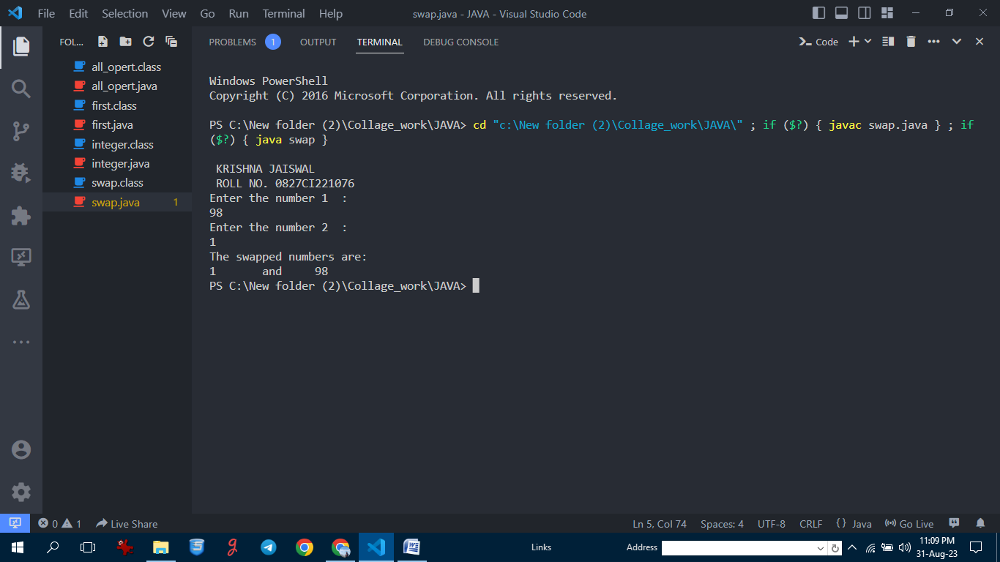 File Edit Selection View Go Run Terminal Help
swap.java - JAVA - Visual Studio Code
FOL...
all_opert.class
all_opert.java
first.class
first.java
integer.class
integer.java
swap.class
swap.java 1
PROBLEMS 1 OUTPUT TERMINAL DEBUG CONSOLE
Code
Windows PowerShell
Copyright (C) 2016 Microsoft Corporation. All rights reserved.
PS C:\New folder (2)\Collage_work\JAVA> cd "c:\New folder (2)\Collage_work\JAVA\" ; if ($?) { javac swap.java } ; if
($?) { java swap }
KRISHNA JAISWAL
ROLL NO. 0827CI221076
Enter the number 1  :
98
Enter the number 2  :
1
The swapped numbers are:
1       and     98
PS C:\New folder (2)\Collage_work\JAVA>
0 1 Live Share
Ln 5, Col 74 Spaces: 4 UTF-8 CRLF {} Java Go Live
Links Address
11:09 PM
31-Aug-23